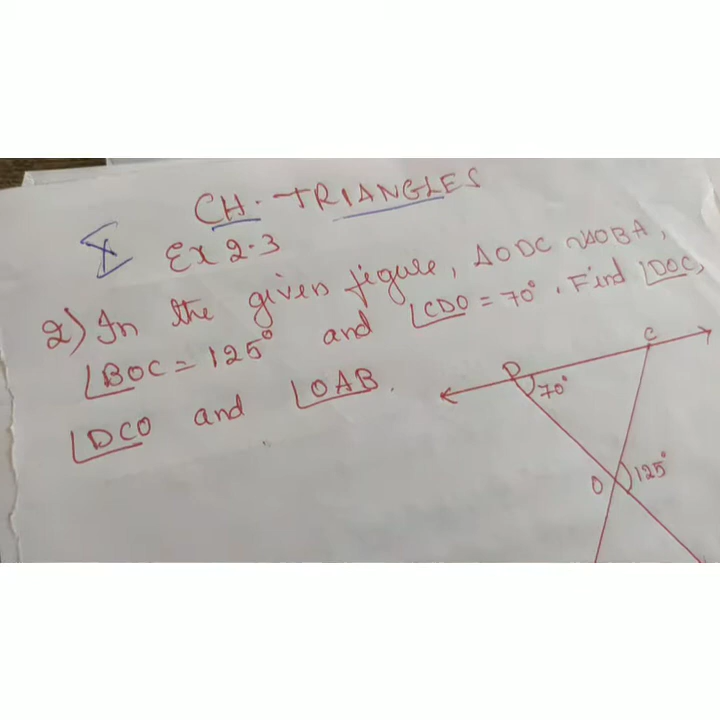 CH. TRIANGLES
X Ex 2.3
2) In the given figure, ΔODC ~ ΔOBA,
∠BOC = 125° and ∠CDO = 70°. Find ∠DOC,
∠DCO and ∠OAB.
C
D
70°
O
125°